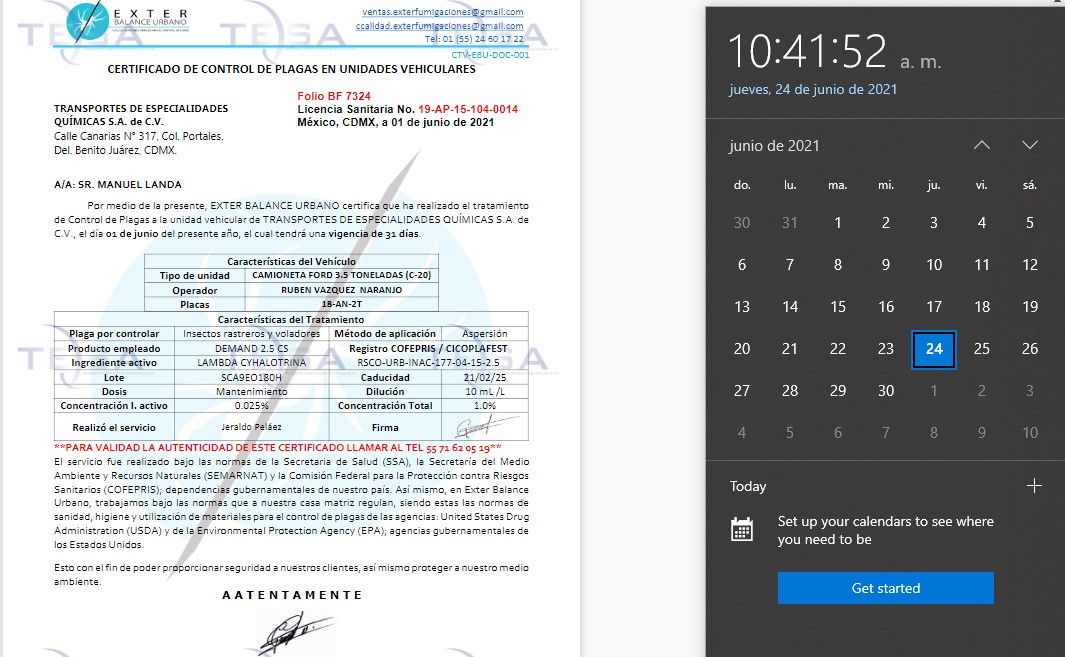 TESA TESA TESA
EXTER
BALANCE URBANO
ventas.exterfumigaciones@gmail.com
ccalidad.exterfumigaciones@gmail.com
Tel: 01 (55) 24 60 17 22
CTV-EBU-DOC-001
CERTIFICADO DE CONTROL DE PLAGAS EN UNIDADES VEHICULARES
Folio BF 7324
TRANSPORTES DE ESPECIALIDADES
QUÍMICAS S.A. de C.V.
Calle Canarias N° 317, Col. Portales.
Del. Benito Juárez, CDMX.
Licencia Sanitaria No. 19-AP-15-104-0014
México, CDMX, a 01 de junio de 2021
A/A: SR. MANUEL LANDA
Por medio de la presente, EXTER BALANCE URBANO certifica que ha realizado el tratamiento
de Control de Plagas a la unidad vehicular de TRANSPORTES DE ESPECIALIDADES QUÍMICAS S.A. de
C.V., el día 01 de junio del presente año, el cual tendrá una vigencia de 31 días.
Características del Vehículo
Tipo de unidad CAMIONETA FORD 3.5 TONELADAS (C-20)
Operador RUBEN VAZQUEZ NARANJO
Placas 18-AN-2T
Características del Tratamiento
Plaga por controlar Insectos rastreros y voladores Método de aplicación Aspersión
Producto empleado DEMAND 2.5 CS Registro COFEPRIS / CICOPLAFEST
Ingrediente activo LAMBDA CYHALOTRINA RSCO-URB-INAC-177-04-15-2.5
Lote SCA9EO180H Caducidad 21/02/25
Dosis Mantenimiento Dilución 10 mL /L
Concentración I. activo 0.025% Concentración Total 1.0%
Realizó el servicio Jeraldo Peláez Firma
**PARA VALIDAD LA AUTENTICIDAD DE ESTE CERTIFICADO LLAMAR AL TEL 55 71 62 05 19**
El servicio fue realizado bajo las normas de la Secretaria de Salud (SSA), la Secretaría del Medio
Ambiente y Recursos Naturales (SEMARNAT) y la Comisión Federal para la Protección contra Riesgos
Sanitarios (COFEPRIS); dependencias gubernamentales de nuestro país. Así mismo, en Exter Balance
Urbano, trabajamos bajo las normas que a nuestra casa matriz regulan, siendo estas las normas de
sanidad, higiene y utilización de materiales para el control de plagas de las agencias: United States Drug
Administration (USDA) y de la Environmental Protection Agency (EPA); agencias gubernamentales de
los Estados Unidos.
Esto con el fin de poder proporcionar seguridad a nuestros clientes, así mismo proteger a nuestro medio
ambiente.
A A T E N T A M E N T E
10:41:52 a. m.
jueves, 24 de junio de 2021
junio de 2021
do. lu. ma. mi. ju. vi. sá.
30 31 1 2 3 4 5
6 7 8 9 10 11 12
13 14 15 16 17 18 19
20 21 22 23 24 25 26
27 28 29 30 1 2 3
4 5 6 7 8 9 10
Today
Set up your calendars to see where
you need to be
Get started